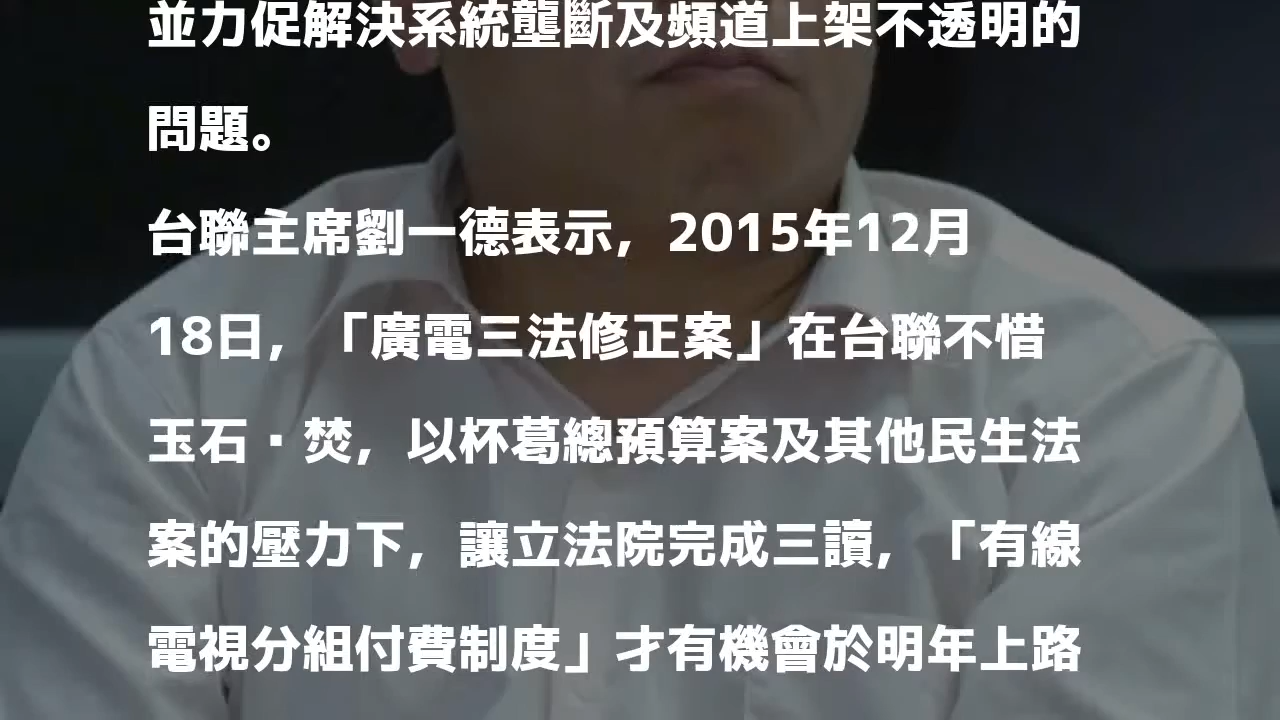 並力促解決系統壟斷及頻道上架不透明的
問題。
台聯主席劉一德表示，2015年12月
18日，「廣電三法修正案」在台聯不惜
玉石▪焚，以杯葛總預算案及其他民生法
案的壓力下，讓立法院完成三讀，「有線
電視分組付費制度」才有機會於明年上路